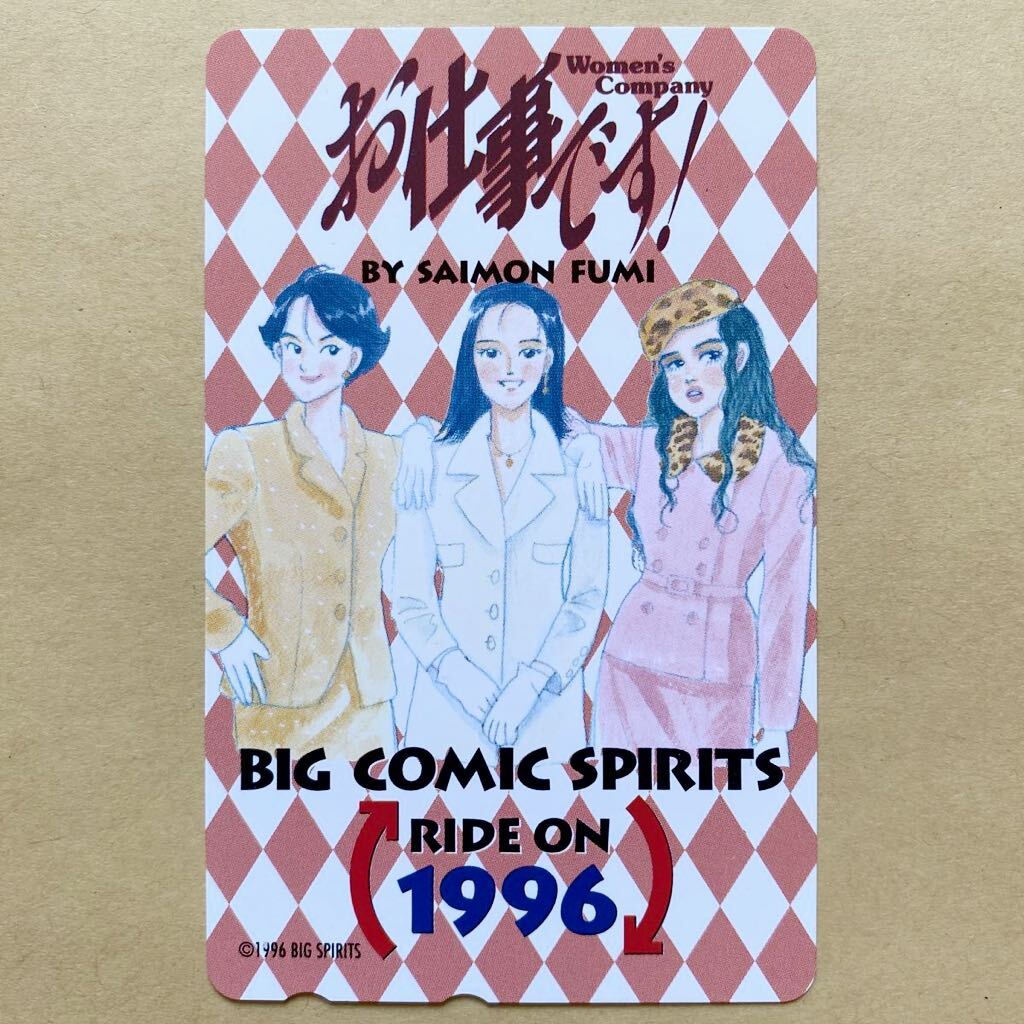 Women's
Company
お仕事です!
BY SAIMON FUMI
BIG COMIC SPIRITS
RIDE ON
1996
©1996 BIG SPIRITS